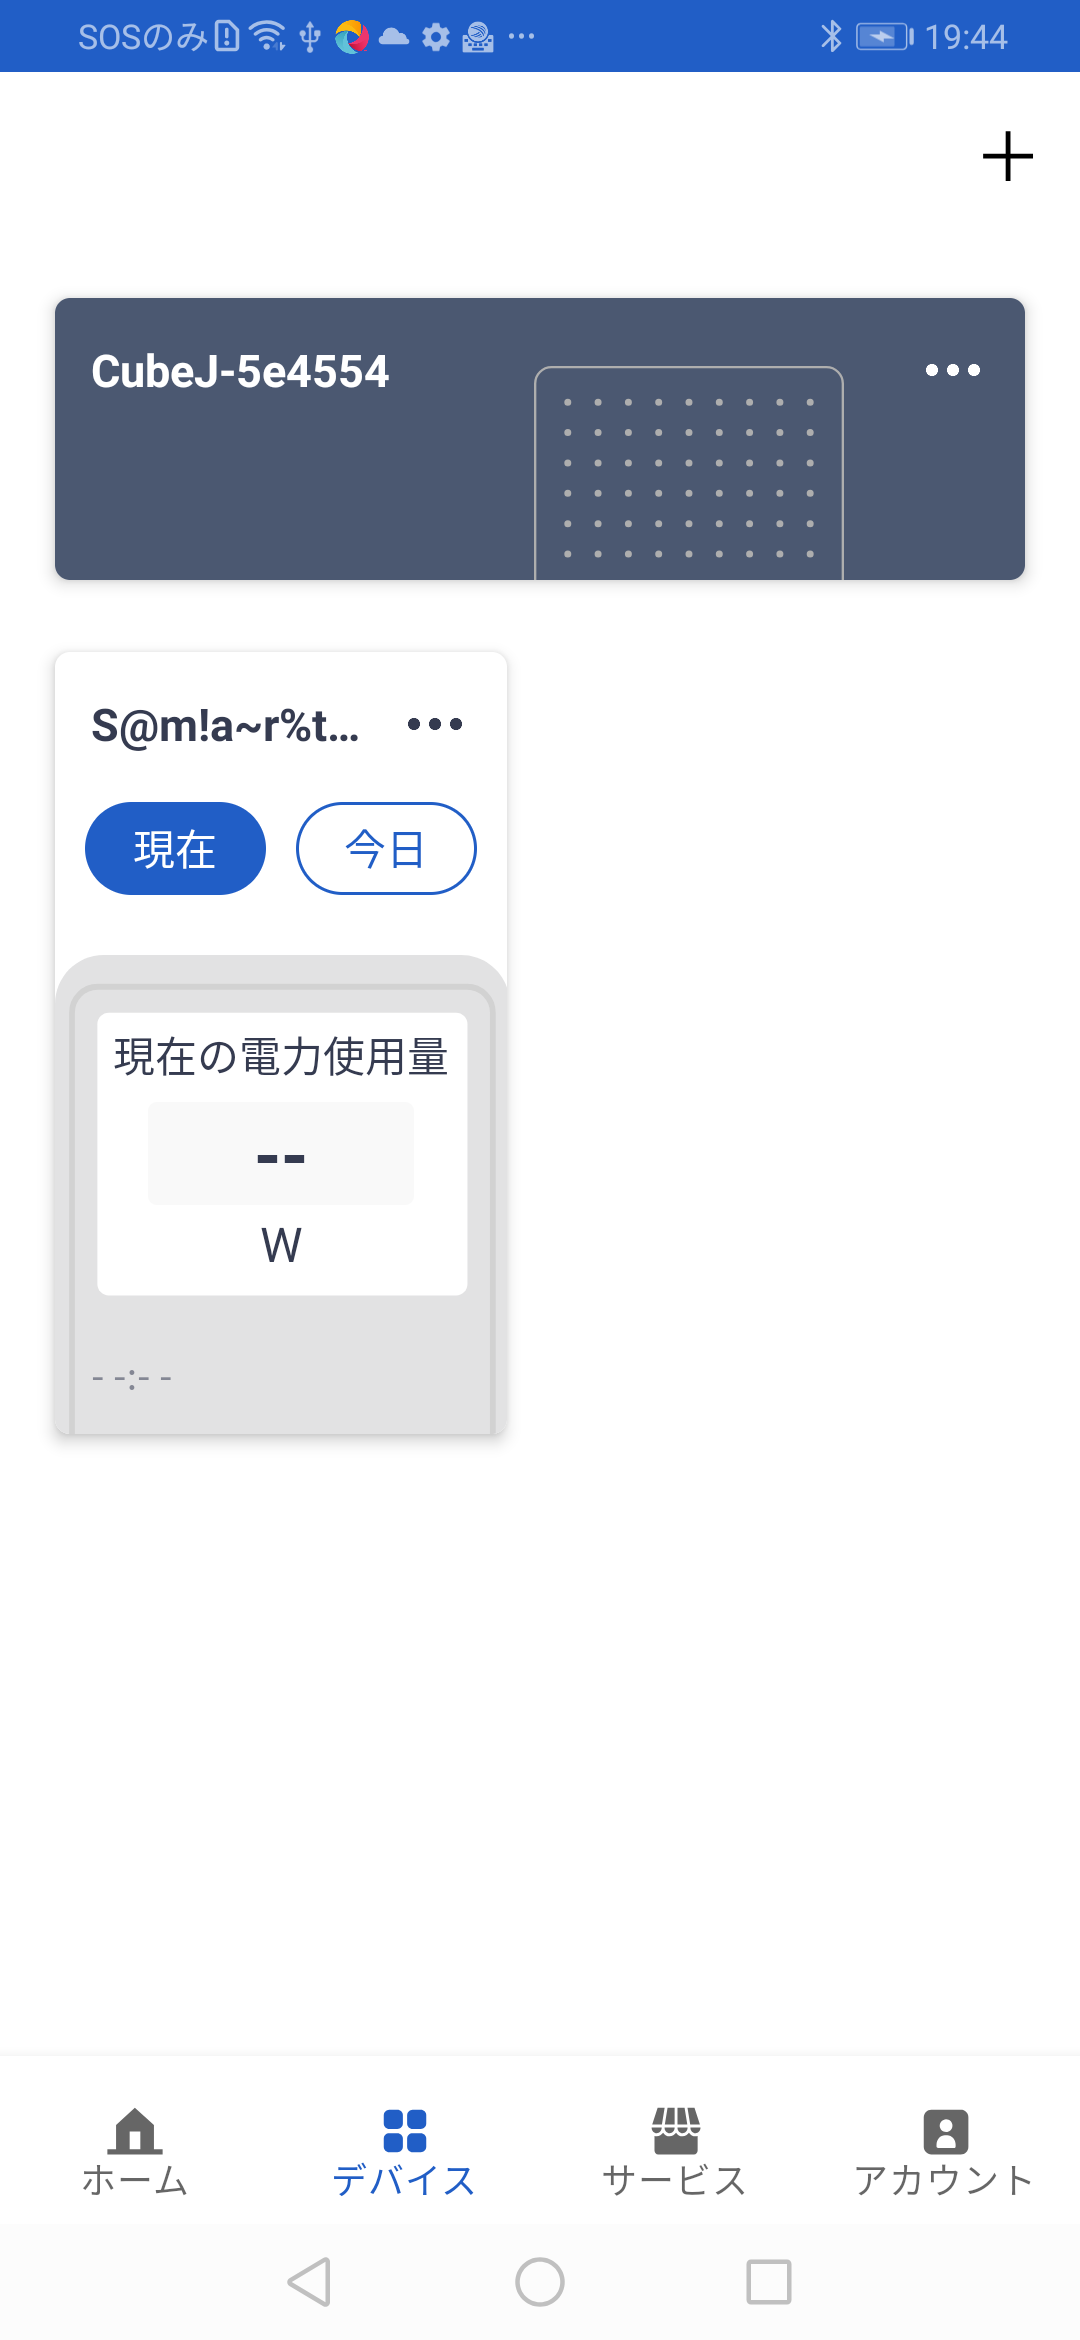 SOSのみ
19:44
CubeJ-5e4554
S@m!a~r%t...
現在
今日
現在の電力使用量
--
W
- -:- -
ホーム
デバイス
サービス
アカウント